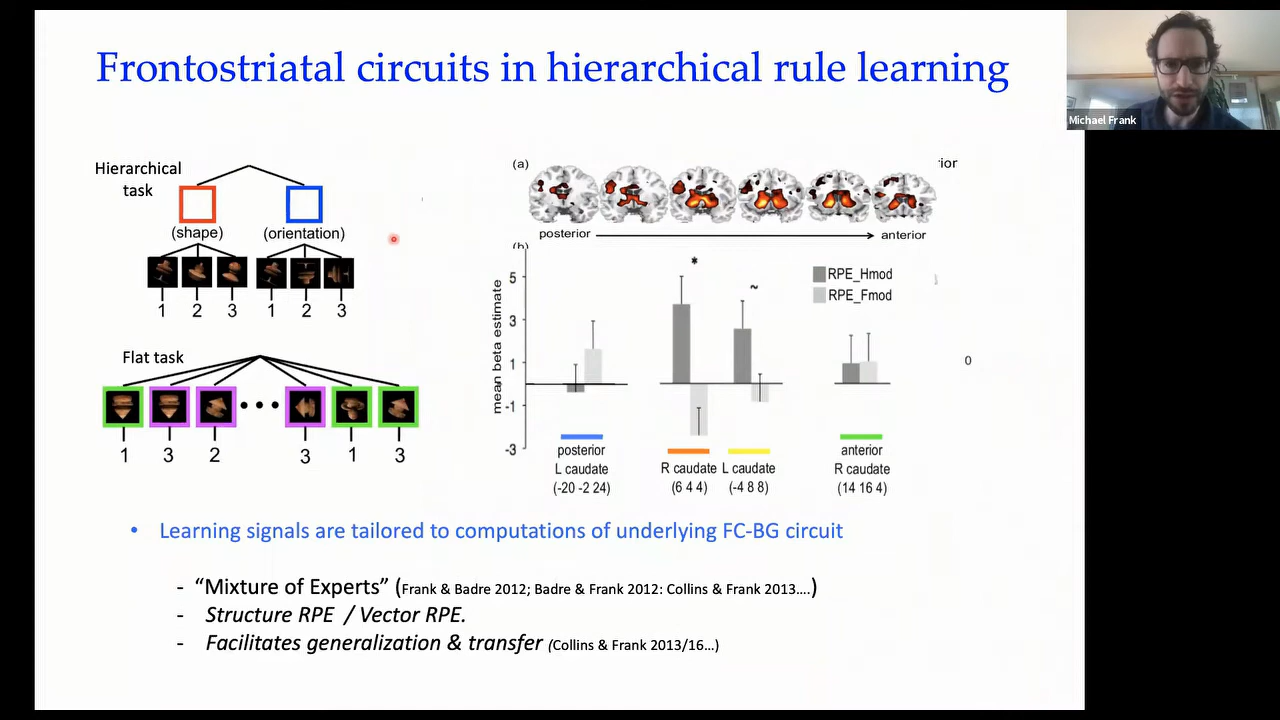 Frontostriatal circuits in hierarchical rule learning
Michael Frank
Hierarchical
task
(shape) (orientation)
1 2 3 1 2 3
Flat task
1 3 2 3 1 3
(a)
ior
posterior anterior
(b)
mean beta estimate
5
3
1
-1
-3
RPE_Hmod
RPE_Fmod
*
~
0
posterior
L caudate
(-20 -2 24)
R caudate
(6 4 4)
L caudate
(-4 8 8)
anterior
R caudate
(14 16 4)
• Learning signals are tailored to computations of underlying FC-BG circuit
- “Mixture of Experts” (Frank & Badre 2012; Badre & Frank 2012: Collins & Frank 2013....)
- Structure RPE / Vector RPE.
- Facilitates generalization & transfer (Collins & Frank 2013/16…)